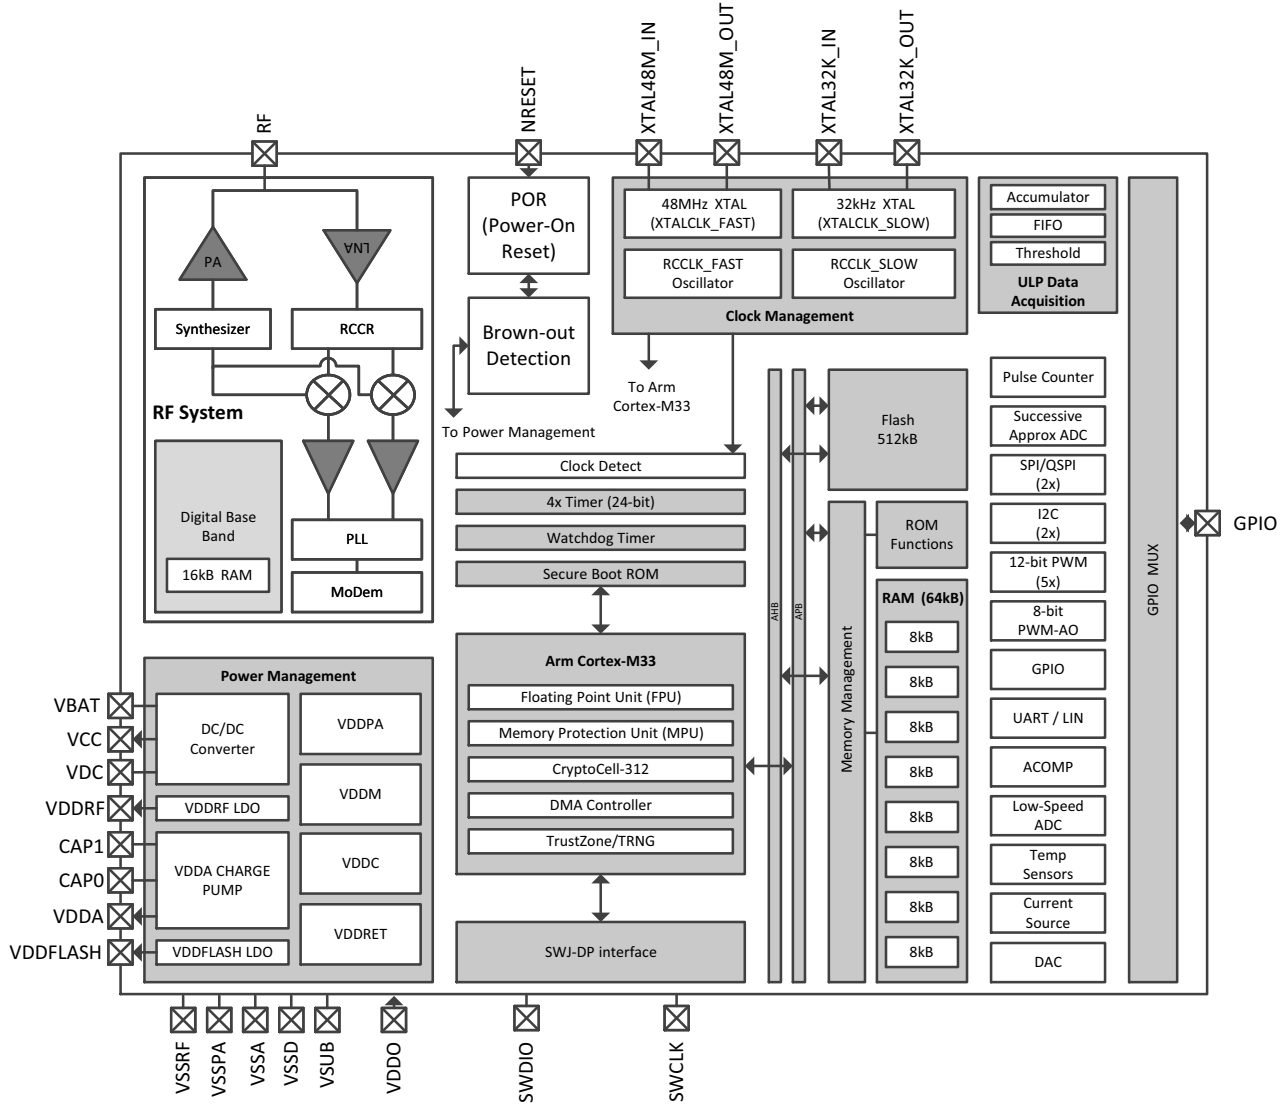 RF
NRESET
XTAL48M_IN
XTAL48M_OUT
XTAL32K_IN
XTAL32K_OUT
PA
LNA
Synthesizer
RCCR
RF System
Digital Base
Band
16kB RAM
PLL
MoDem
POR
(Power-On
Reset)
Brown-out
Detection
To Power Management
48MHz XTAL
(XTALCLK_FAST)
32kHz XTAL
(XTALCLK_SLOW)
RCCLK_FAST
Oscillator
RCCLK_SLOW
Oscillator
Clock Management
To Arm
Cortex-M33
Accumulator
FIFO
Threshold
ULP Data
Acquisition
Clock Detect
4x Timer (24-bit)
Watchdog Timer
Secure Boot ROM
Arm Cortex-M33
Floating Point Unit (FPU)
Memory Protection Unit (MPU)
CryptoCell-312
DMA Controller
TrustZone/TRNG
SWJ-DP interface
AHB
APB
Flash
512kB
Memory Management
ROM
Functions
RAM (64kB)
8kB
8kB
8kB
8kB
8kB
8kB
8kB
8kB
Pulse Counter
Successive
Approx ADC
SPI/QSPI
(2x)
I2C
(2x)
12-bit PWM
(5x)
8-bit
PWM-AO
GPIO
UART / LIN
ACOMP
Low-Speed
ADC
Temp
Sensors
Current
Source
DAC
GPIO MUX
GPIO
Power Management
DC/DC
Converter
VDDRF LDO
VDDA CHARGE
PUMP
VDDFLASH LDO
VDDPA
VDDM
VDDC
VDDRET
VBAT
VCC
VDC
VDDRF
CAP1
CAP0
VDDA
VDDFLASH
VSSRF
VSSPA
VSSA
VSSD
VSUB
VDDO
SWDIO
SWCLK